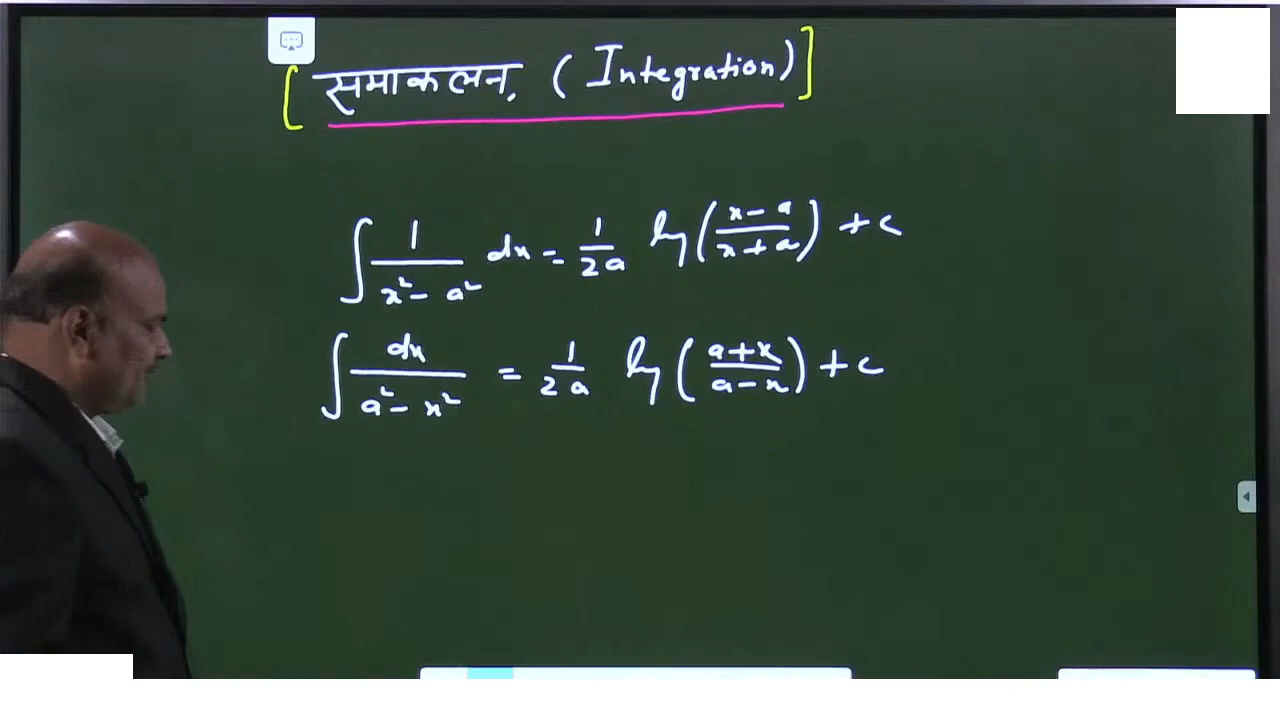 [ समाकलन, ( Integration) ]
∫ 1/(x² - a²) dx = 1/2a log((x-a)/(x+a)) + c
∫ dx/(a² - x²) = 1/2a log((a+x)/(a-x)) + c